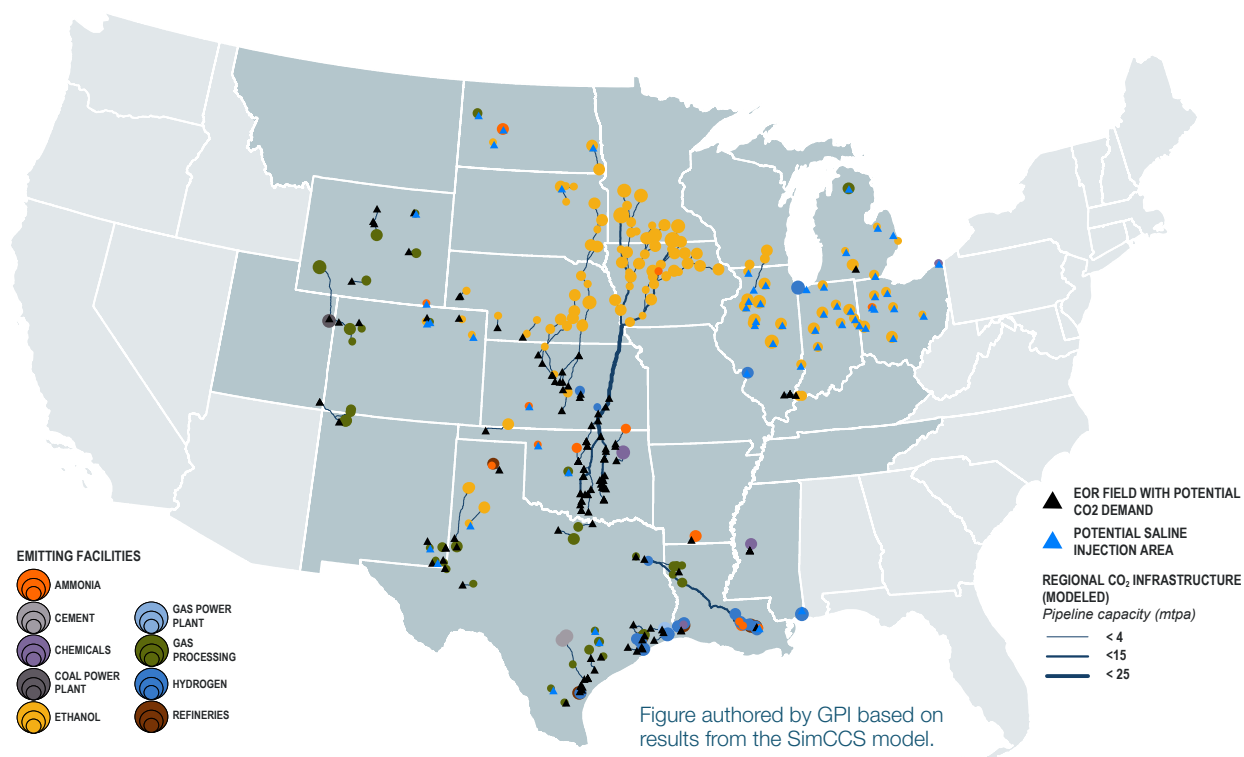 EOR FIELD WITH POTENTIAL
CO2 DEMAND
POTENTIAL SALINE
INJECTION AREA
REGIONAL CO₂ INFRASTRUCTURE
(MODELED)
Pipeline capacity (mtpa)
< 4
<15
< 25
EMITTING FACILITIES
AMMONIA
CEMENT
CHEMICALS
COAL POWER
PLANT
ETHANOL
GAS POWER
PLANT
GAS
PROCESSING
HYDROGEN
REFINERIES
Figure authored by GPI based on
results from the SimCCS model.